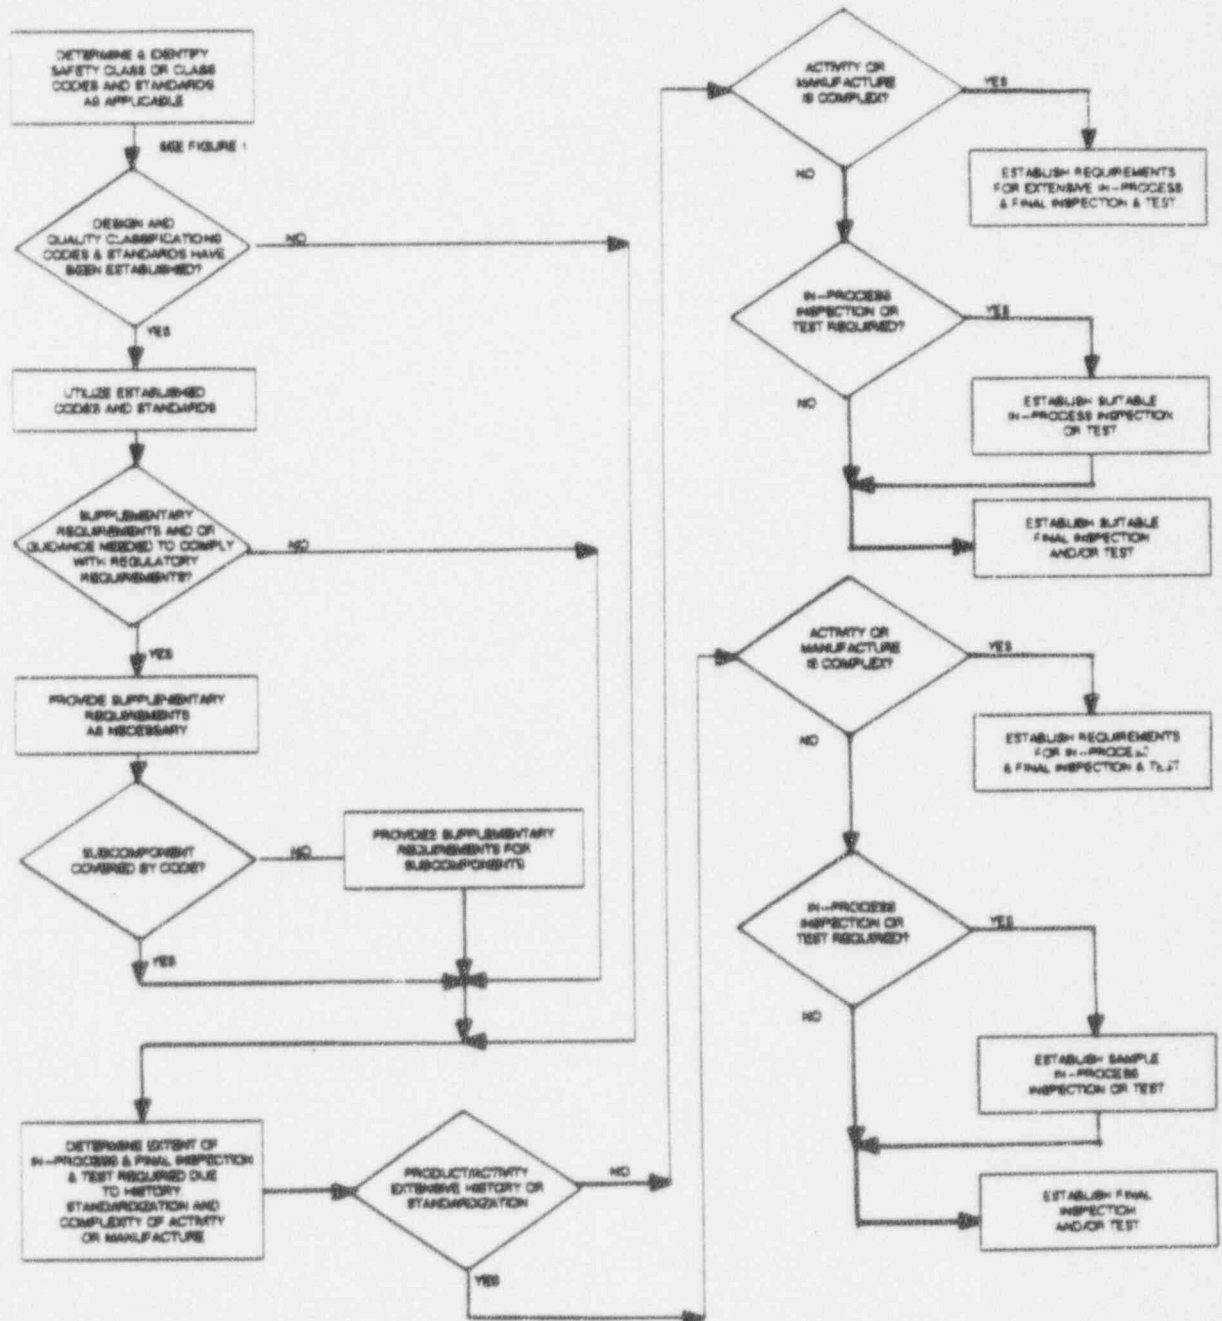 DETERMINE & IDENTIFY
SAFETY CLASS OR CLASS
CODES AND STANDARDS
AS APPLICABLE
SEE FIGURE 1
DESIGN AND
QUALITY CLASSIFICATIONS
CODES & STANDARDS HAVE
BEEN ESTABLISHED?
NO
YES
UTILIZE ESTABLISHED
CODES AND STANDARDS
SUPPLEMENTARY
REQUIREMENTS AND OR
GUIDANCE NEEDED TO COMPLY
WITH REGULATORY
REQUIREMENTS?
NO
YES
PROVIDE SUPPLEMENTARY
REQUIREMENTS
AS NECESSARY
SUBCOMPONENT
COVERED BY CODE?
NO
PROVIDES SUPPLEMENTARY
REQUIREMENTS FOR
SUBCOMPONENTS
YES
DETERMINE EXTENT OF
IN-PROCESS & FINAL INSPECTION
& TEST REQUIRED DUE
TO HISTORY
STANDARDIZATION AND
COMPLEXITY OF ACTIVITY
OR MANUFACTURE
PRODUCT/ACTIVITY
EXTENSIVE HISTORY OR
STANDARDIZATION
NO
YES
ACTIVITY OR
MANUFACTURE
IS COMPLEX?
YES
NO
ESTABLISH REQUIREMENTS
FOR EXTENSIVE IN-PROCESS
& FINAL INSPECTION & TEST
IN-PROCESS
INSPECTION OR
TEST REQUIRED?
YES
NO
ESTABLISH SUITABLE
IN-PROCESS INSPECTION
OR TEST
ESTABLISH SUITABLE
FINAL INSPECTION
AND/OR TEST
ACTIVITY OR
MANUFACTURE
IS COMPLEX?
YES
NO
ESTABLISH REQUIREMENTS
FOR IN-PROCESS
& FINAL INSPECTION & TEST
IN-PROCESS
INSPECTION OR
TEST REQUIRED?
YES
NO
ESTABLISH SAMPLE
IN-PROCESS
INSPECTION OR TEST
ESTABLISH FINAL
INSPECTION
AND/OR TEST